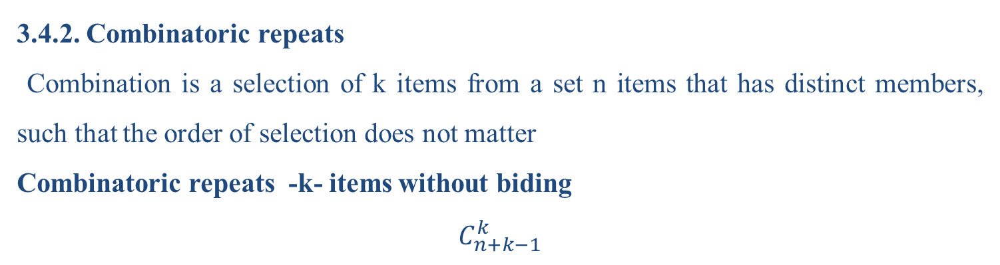 3.4.2. Combinatoric repeats
Combination is a selection of k items from a set n items that has distinct members,
such that the order of selection does not matter
Combinatoric repeats -k- items without biding
$C_{n+k-1}^{k}$